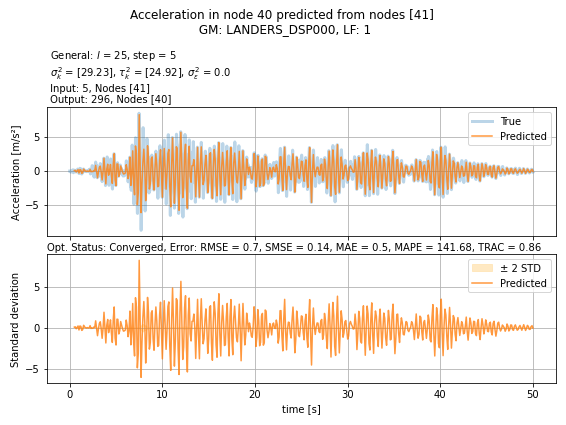 Acceleration in node 40 predicted from nodes [41]
GM: LANDERS_DSP000, LF: 1
General: l = 25, step = 5
σ²ₖ = [29.23], τ²ₖ = [24.92], σ²ε = 0.0
Input: 5, Nodes [41]
Output: 296, Nodes [40]
Acceleration [m/s²]
5
0
−5
True
Predicted
Opt. Status: Converged, Error: RMSE = 0.7, SMSE = 0.14, MAE = 0.5, MAPE = 141.68, TRAC = 0.86
Standard deviation
5
0
−5
± 2 STD
Predicted
0 10 20 30 40 50
time [s]